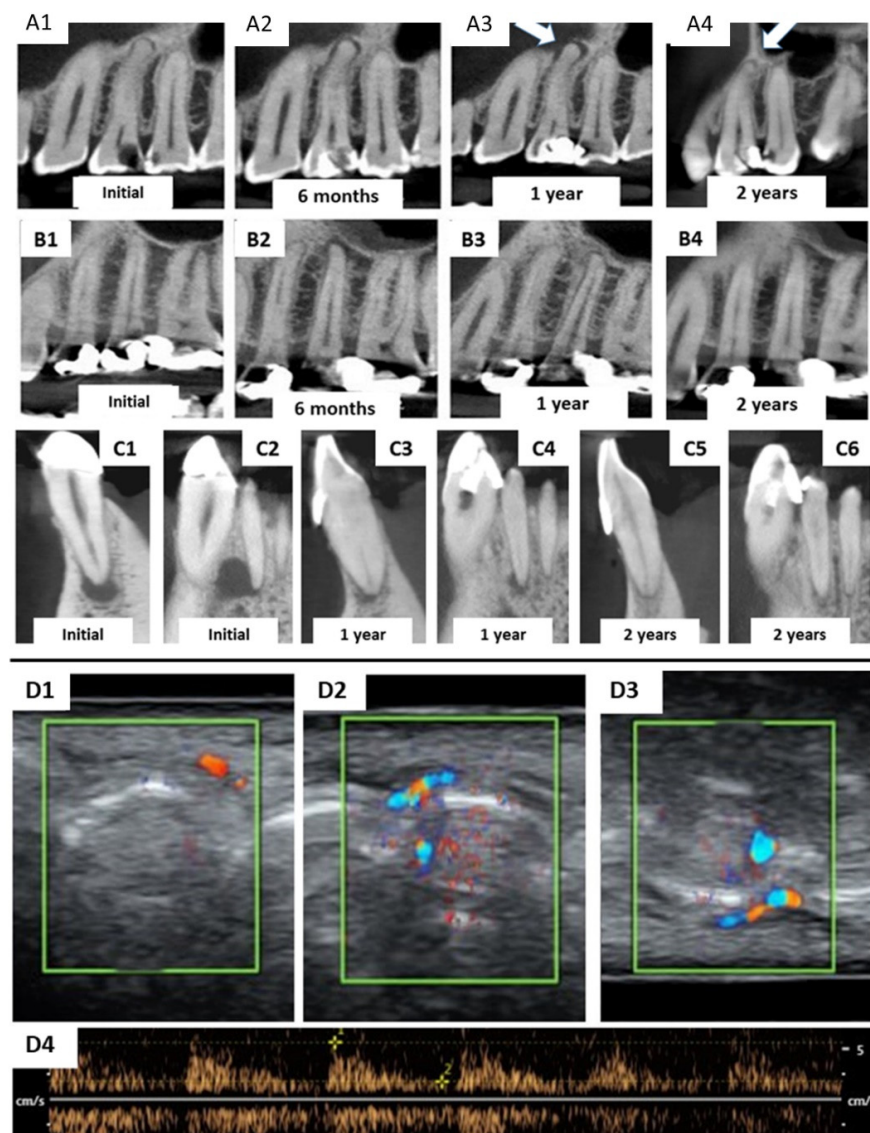 A1 A2 A3 A4
Initial 6 months 1 year 2 years
B1 B2 B3 B4
Initial 6 months 1 year 2 years
C1 C2 C3 C4 C5 C6
Initial Initial 1 year 1 year 2 years 2 years
D1 D2 D3
D4
1
2
5
cm/s cm/